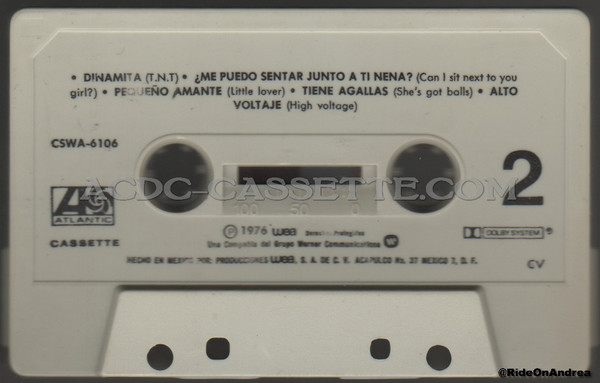 • DINAMITA (T.N.T) • ¿ME PUEDO SENTAR JUNTO A TI NENA? (Can I sit next to you
girl?) • PEQUEÑO AMANTE (Little lover) • TIENE AGALLAS (She's got balls) • ALTO
VOLTAJE (High voltage)
CSWA-6106
2
ACDC-CASSETTE.COM
100 50 0
ATLANTIC
CASSETTE
Ⓟ 1976 wea Derechos Protegidos
Una Compañía del Grupo Warner Communications
DOLBY SYSTEM ®
HECHO EN MEXICO POR: PRODUCCIONES wea, S. A. DE C. V. ACAPULCO No. 37 MEXICO 7, D. F.
CV
@RideOnAndrea